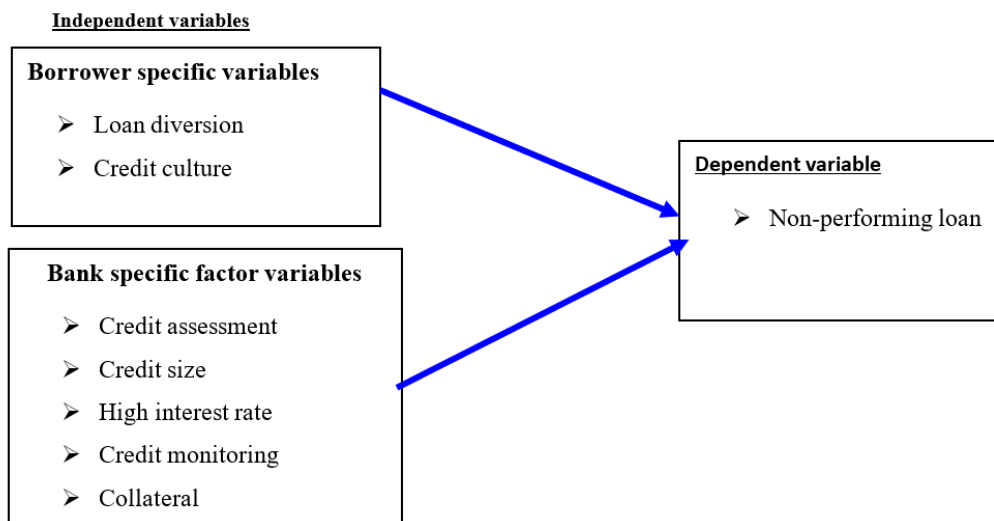 Independent variables
Borrower specific variables
➢ Loan diversion
➢ Credit culture
Bank specific factor variables
➢ Credit assessment
➢ Credit size
➢ High interest rate
➢ Credit monitoring
➢ Collateral
Dependent variable
➢ Non-performing loan